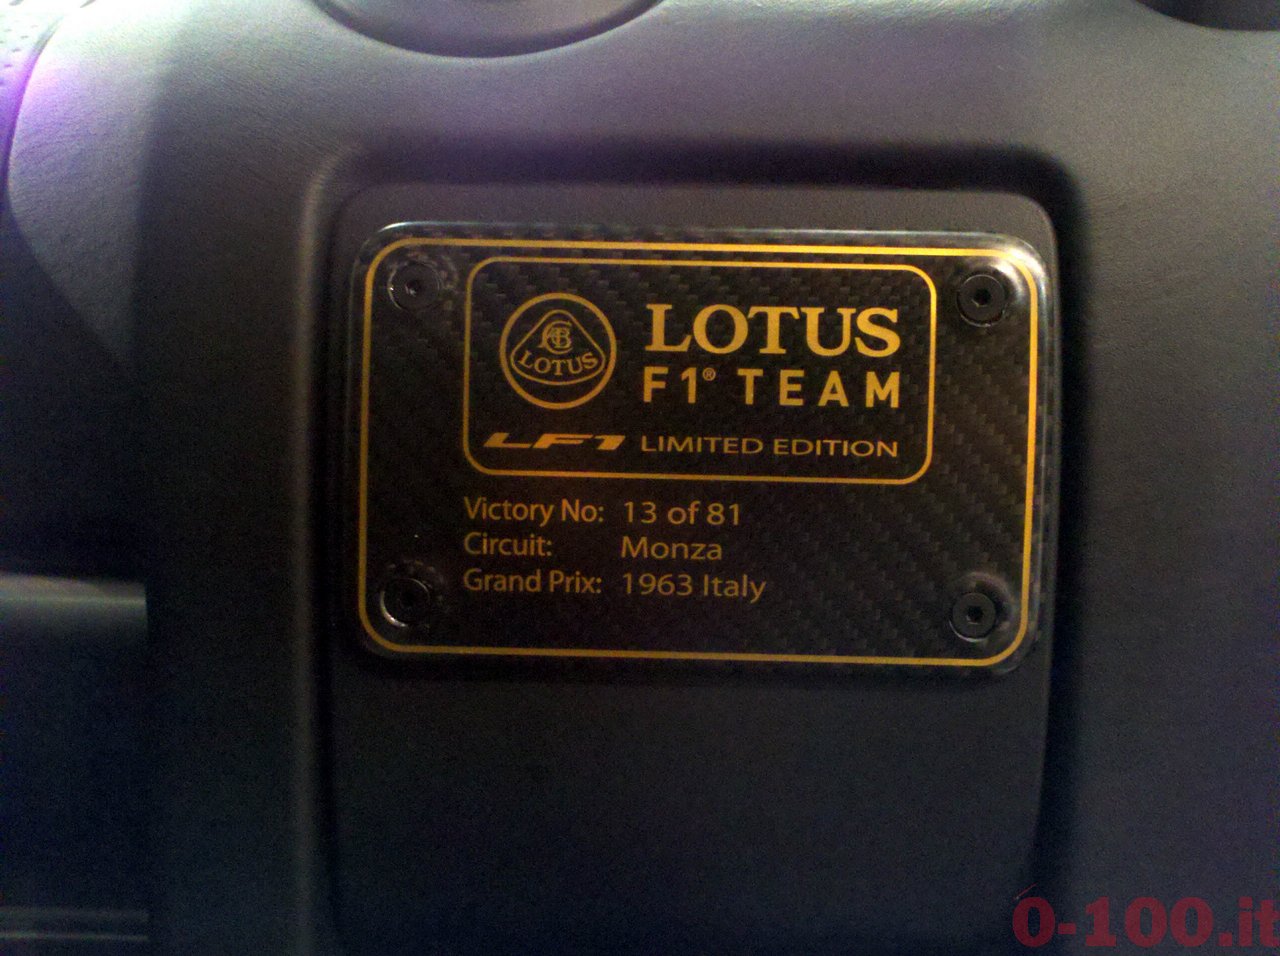 ACBC
LOTUS
LOTUS
F1® TEAM
LF1 LIMITED EDITION
Victory No: 13 of 81
Circuit: Monza
Grand Prix: 1963 Italy
0-100.it